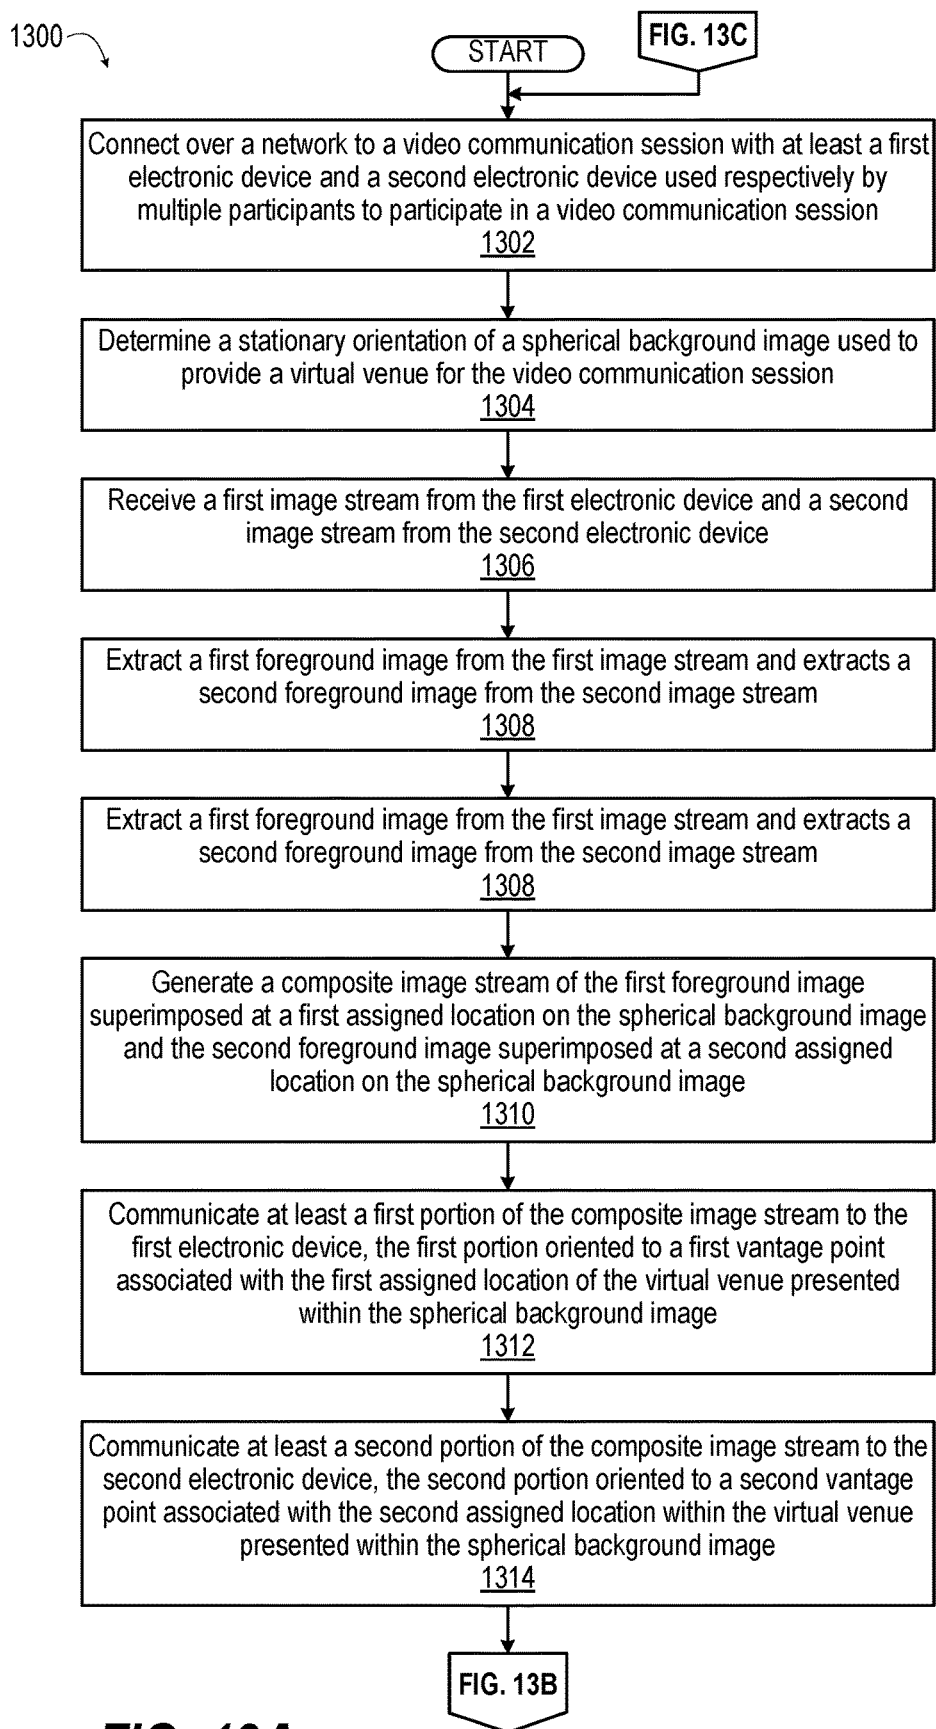 1300
START
FIG. 13C
Connect over a network to a video communication session with at least a first
electronic device and a second electronic device used respectively by
multiple participants to participate in a video communication session
1302
Determine a stationary orientation of a spherical background image used to
provide a virtual venue for the video communication session
1304
Receive a first image stream from the first electronic device and a second
image stream from the second electronic device
1306
Extract a first foreground image from the first image stream and extracts a
second foreground image from the second image stream
1308
Extract a first foreground image from the first image stream and extracts a
second foreground image from the second image stream
1308
Generate a composite image stream of the first foreground image
superimposed at a first assigned location on the spherical background image
and the second foreground image superimposed at a second assigned
location on the spherical background image
1310
Communicate at least a first portion of the composite image stream to the
first electronic device, the first portion oriented to a first vantage point
associated with the first assigned location of the virtual venue presented
within the spherical background image
1312
Communicate at least a second portion of the composite image stream to the
second electronic device, the second portion oriented to a second vantage
point associated with the second assigned location within the virtual venue
presented within the spherical background image
1314
FIG. 13B